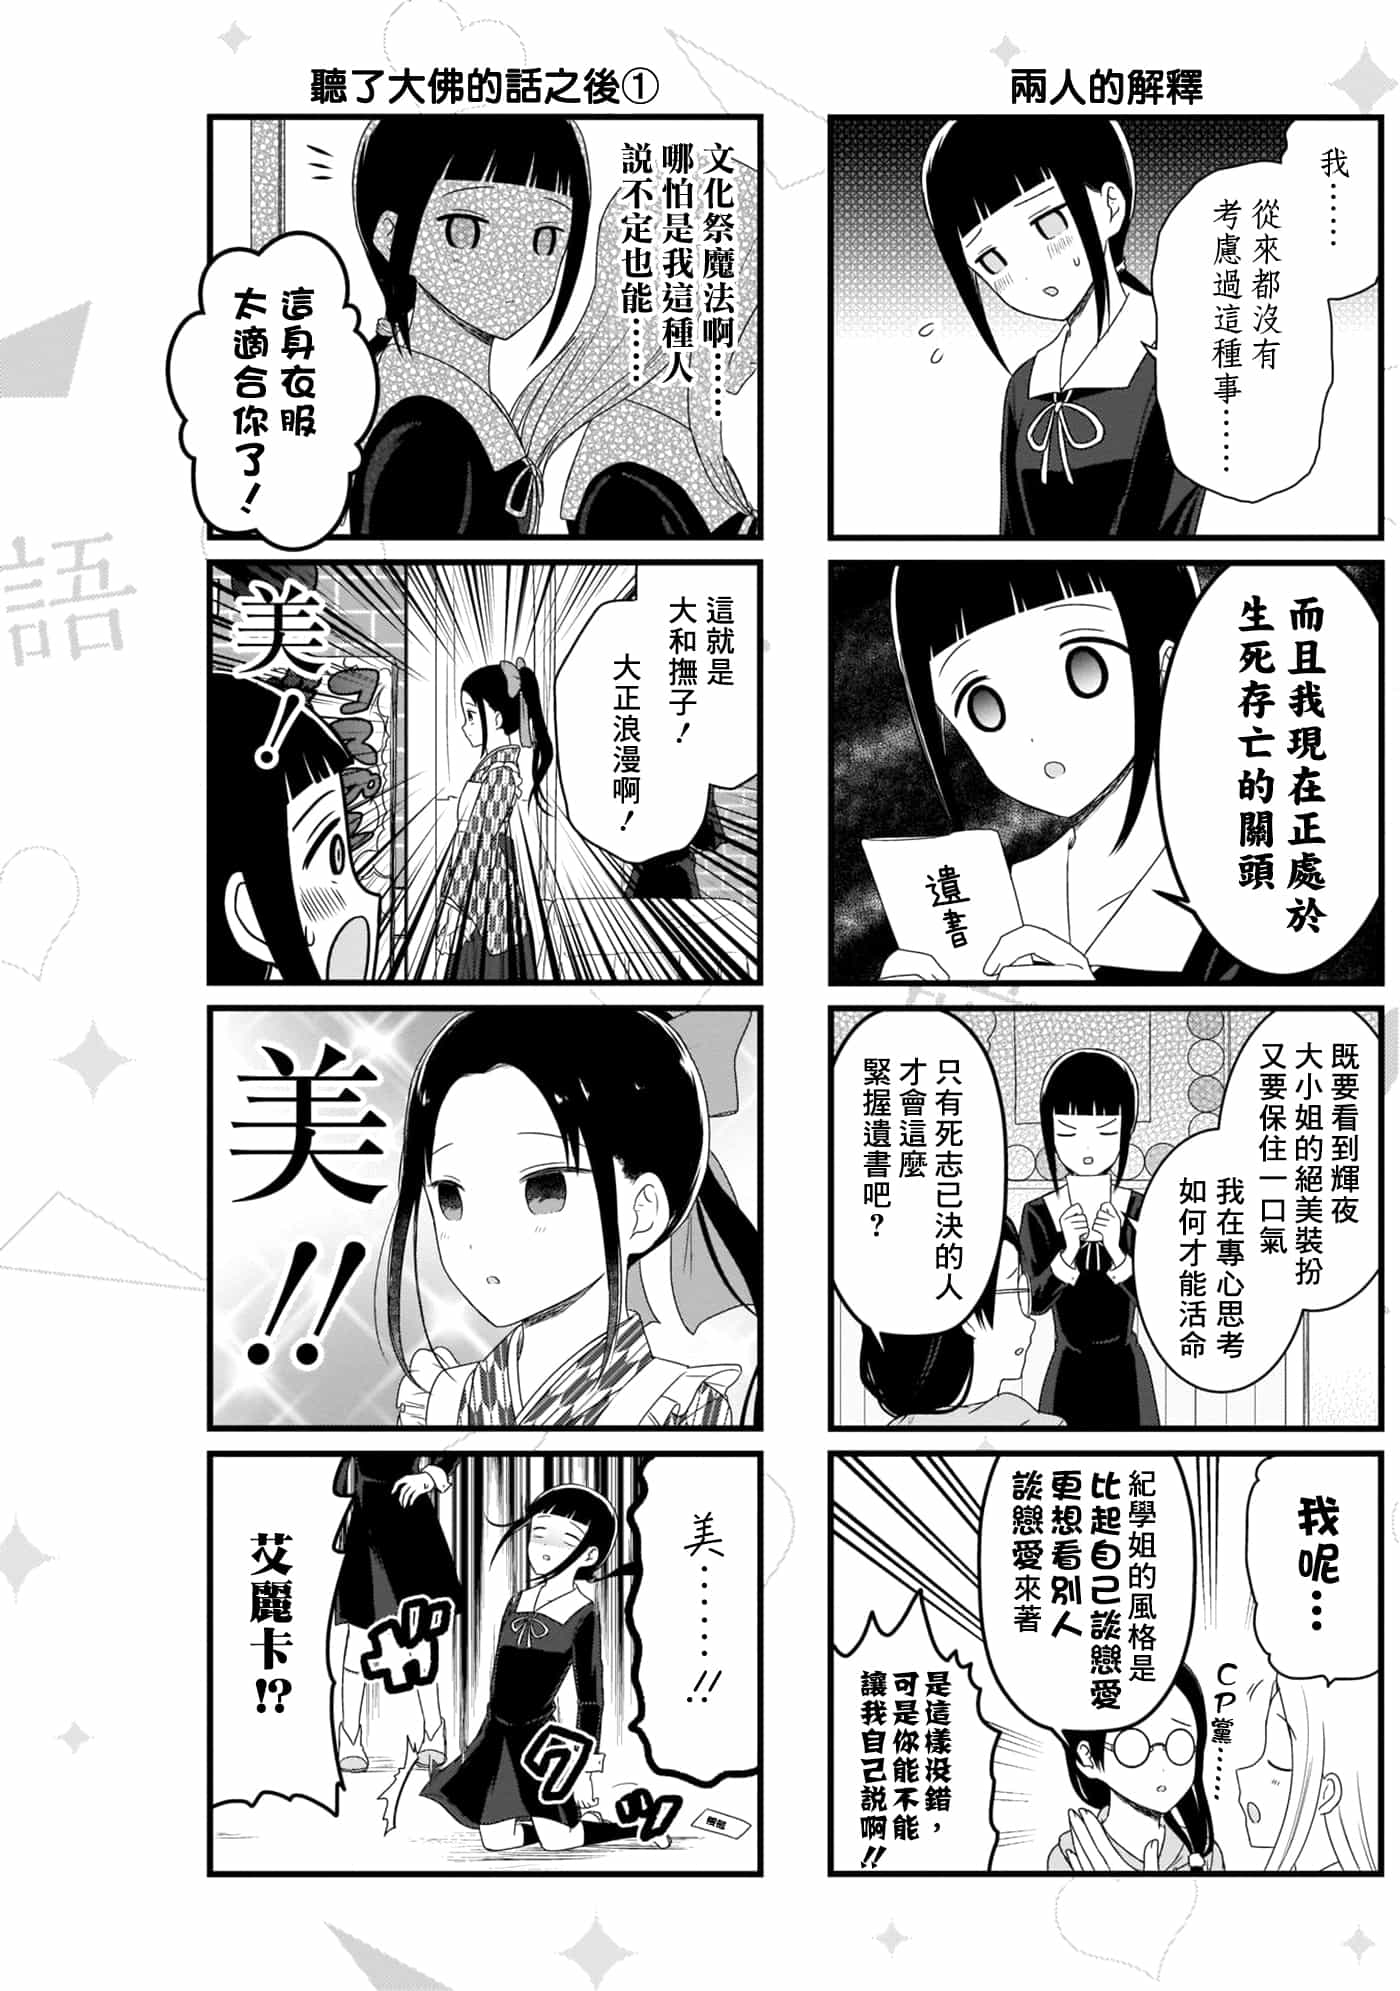 兩人的解釋
我……
從來都沒有
考慮過這種事……
而且我現在正處於
生死存亡的關頭
遺書
既要看到輝夜
大小姐的絕美裝扮
又要保住一口氣
我在專心思考
如何才能活命
只有死志已決的人
才會這麼
緊握遺書吧？
我呢…
CP黨……
紀學姐的風格是
比起自己談戀愛
更想看別人
談戀愛來著
是這樣沒錯，
可是你能不能
讓我自己說啊!!
聽了大佛的話之後①
文化祭魔法啊……
哪怕是我這種人
説不定也能……
這身衣服
太適合你了！
這就是
大和撫子！
大正浪漫啊！
美！
美!!
美……!!
ガクッ
艾麗卡!?
語